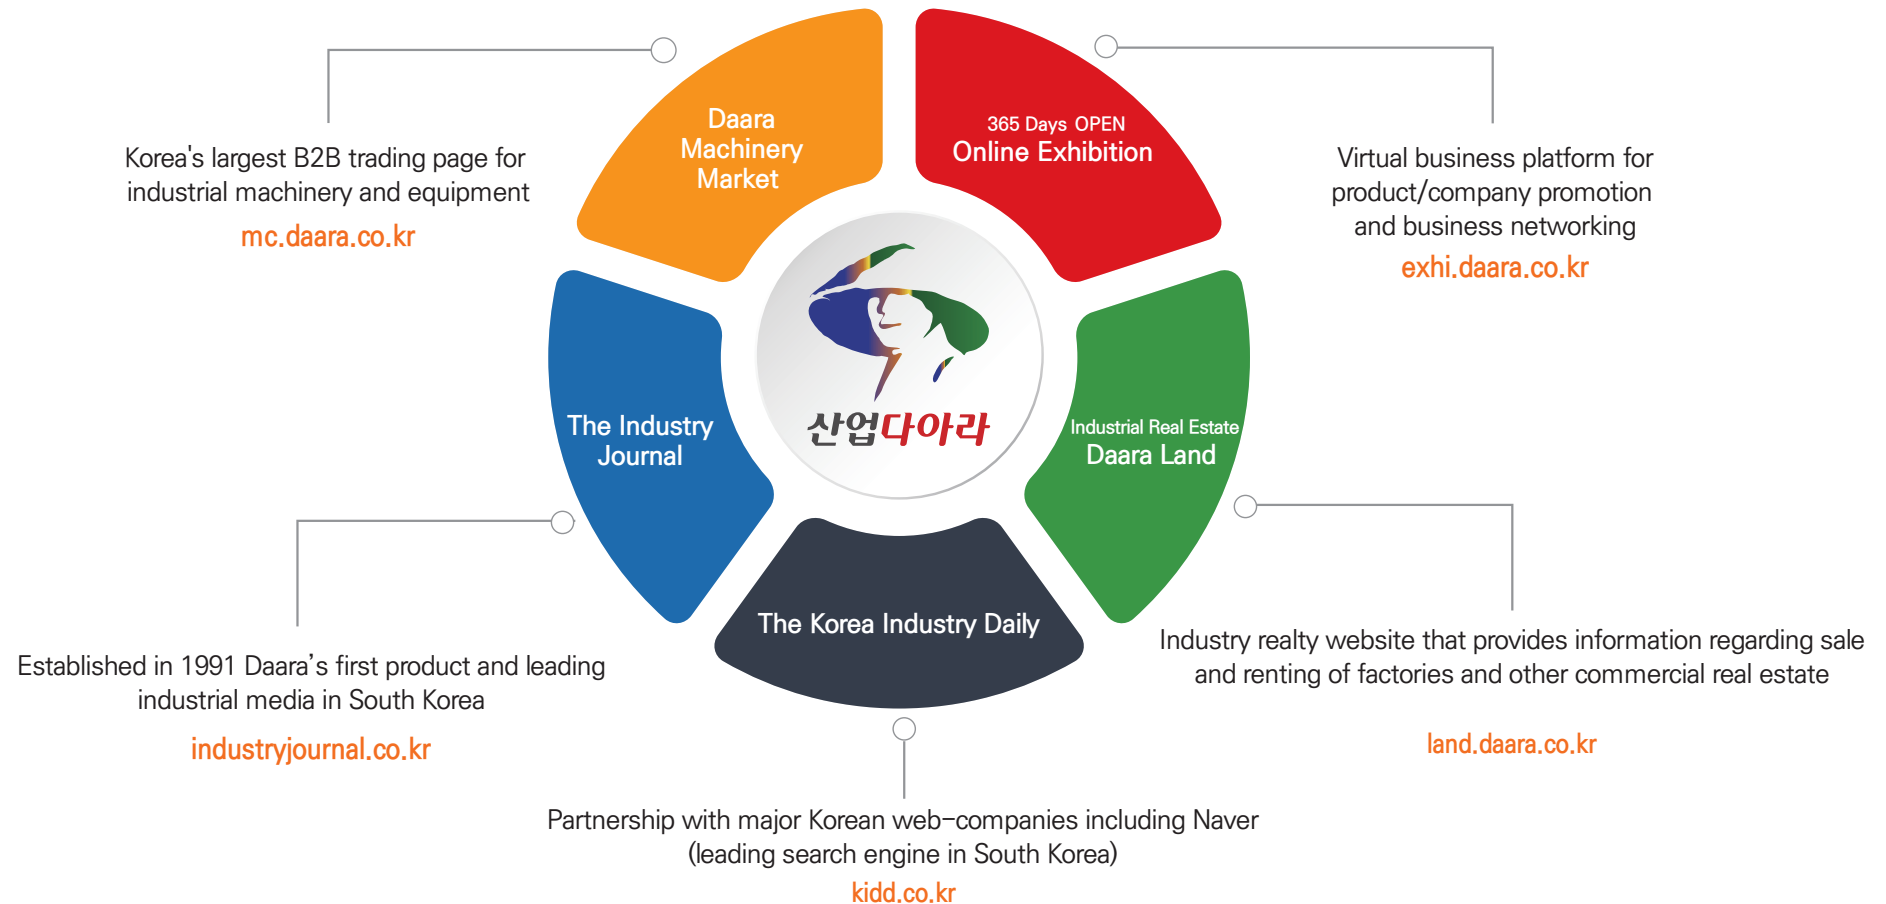 Daara
Machinery
Market
Korea's largest B2B trading page for
industrial machinery and equipment
mc.daara.co.kr
365 Days OPEN
Online Exhibition
Virtual business platform for
product/company promotion
and business networking
exhi.daara.co.kr
산업다아라
The Industry
Journal
Established in 1991 Daara’s first product and leading
industrial media in South Korea
industryjournal.co.kr
Industrial Real Estate
Daara Land
Industry realty website that provides information regarding sale
and renting of factories and other commercial real estate
land.daara.co.kr
The Korea Industry Daily
Partnership with major Korean web-companies including Naver
(leading search engine in South Korea)
kidd.co.kr